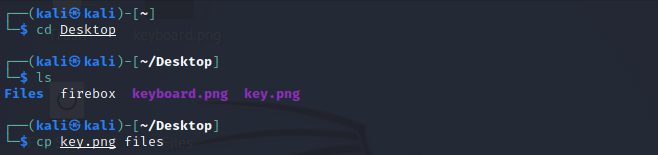 ┌──(kali㉿kali)-[~]
└─$ cd Desktop
┌──(kali㉿kali)-[~/Desktop]
└─$ ls
Files  firebox  keyboard.png  key.png
┌──(kali㉿kali)-[~/Desktop]
└─$ cp key.png files